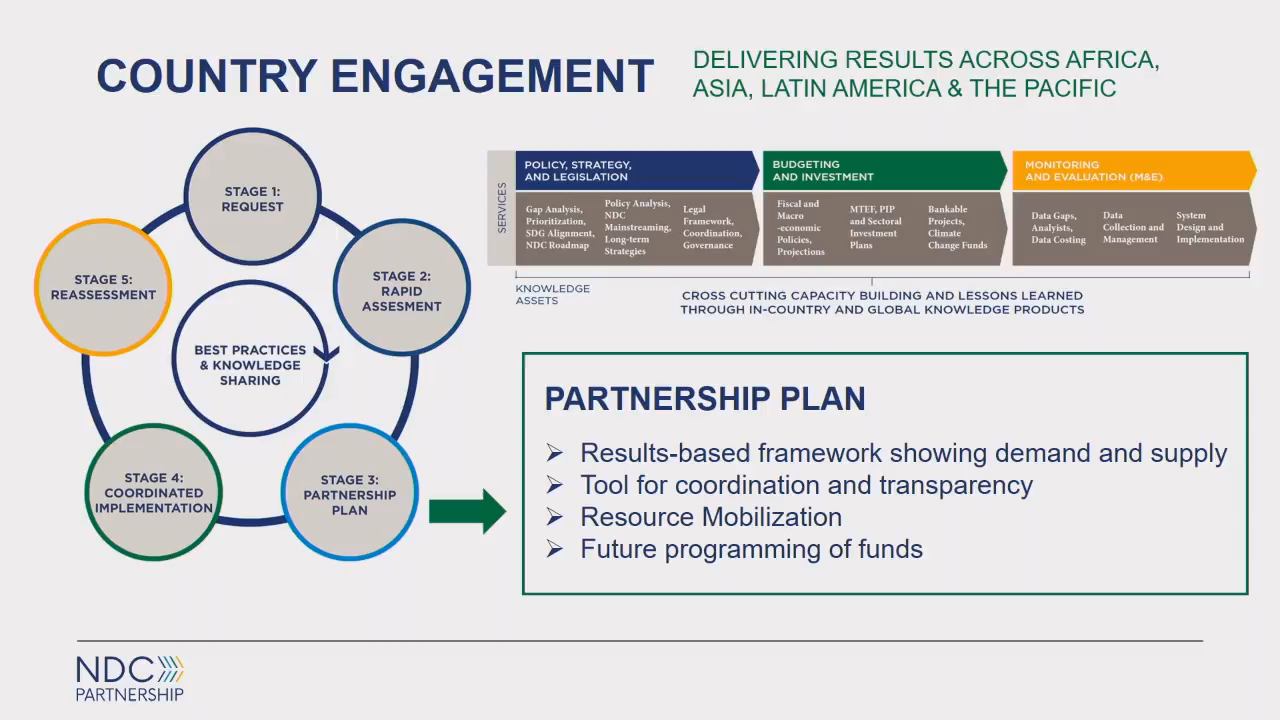 COUNTRY ENGAGEMENT
DELIVERING RESULTS ACROSS AFRICA,
ASIA, LATIN AMERICA & THE PACIFIC
STAGE 1:
REQUEST
STAGE 2:
RAPID
ASSESMENT
STAGE 3:
PARTNERSHIP
PLAN
STAGE 4:
COORDINATED
IMPLEMENTATION
STAGE 5:
REASSESSMENT
BEST PRACTICES
& KNOWLEDGE
SHARING
SERVICES
POLICY, STRATEGY,
AND LEGISLATION
Gap Analysis,
Prioritization,
SDG Alignment,
NDC Roadmap
Policy Analysis,
NDC
Mainstreaming,
Long-term
Strategies
Legal
Framework,
Coordination,
Governance
BUDGETING
AND INVESTMENT
Fiscal and
Macro
-economic
Policies,
Projections
MTEF, PIP
and Sectoral
Investment
Plans
Bankable
Projects,
Climate
Change Funds
MONITORING
AND EVALUATION (M&E)
Data Gaps,
Analysts,
Data Costing
Data
Collection and
Management
System
Design and
Implementation
KNOWLEDGE
ASSETS
CROSS CUTTING CAPACITY BUILDING AND LESSONS LEARNED
THROUGH IN-COUNTRY AND GLOBAL KNOWLEDGE PRODUCTS
PARTNERSHIP PLAN
➢ Results-based framework showing demand and supply
➢ Tool for coordination and transparency
➢ Resource Mobilization
➢ Future programming of funds
NDC
PARTNERSHIP